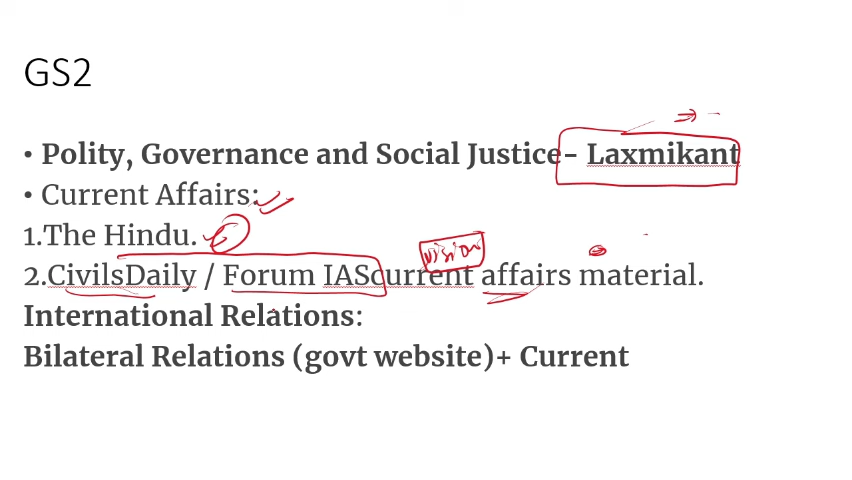 GS2
• Polity, Governance and Social Justice- Laxmikant
• Current Affairs:
1.The Hindu.
vision
2.CivilsDaily / Forum IAScurrent affairs material.
International Relations:
Bilateral Relations (govt website)+ Current